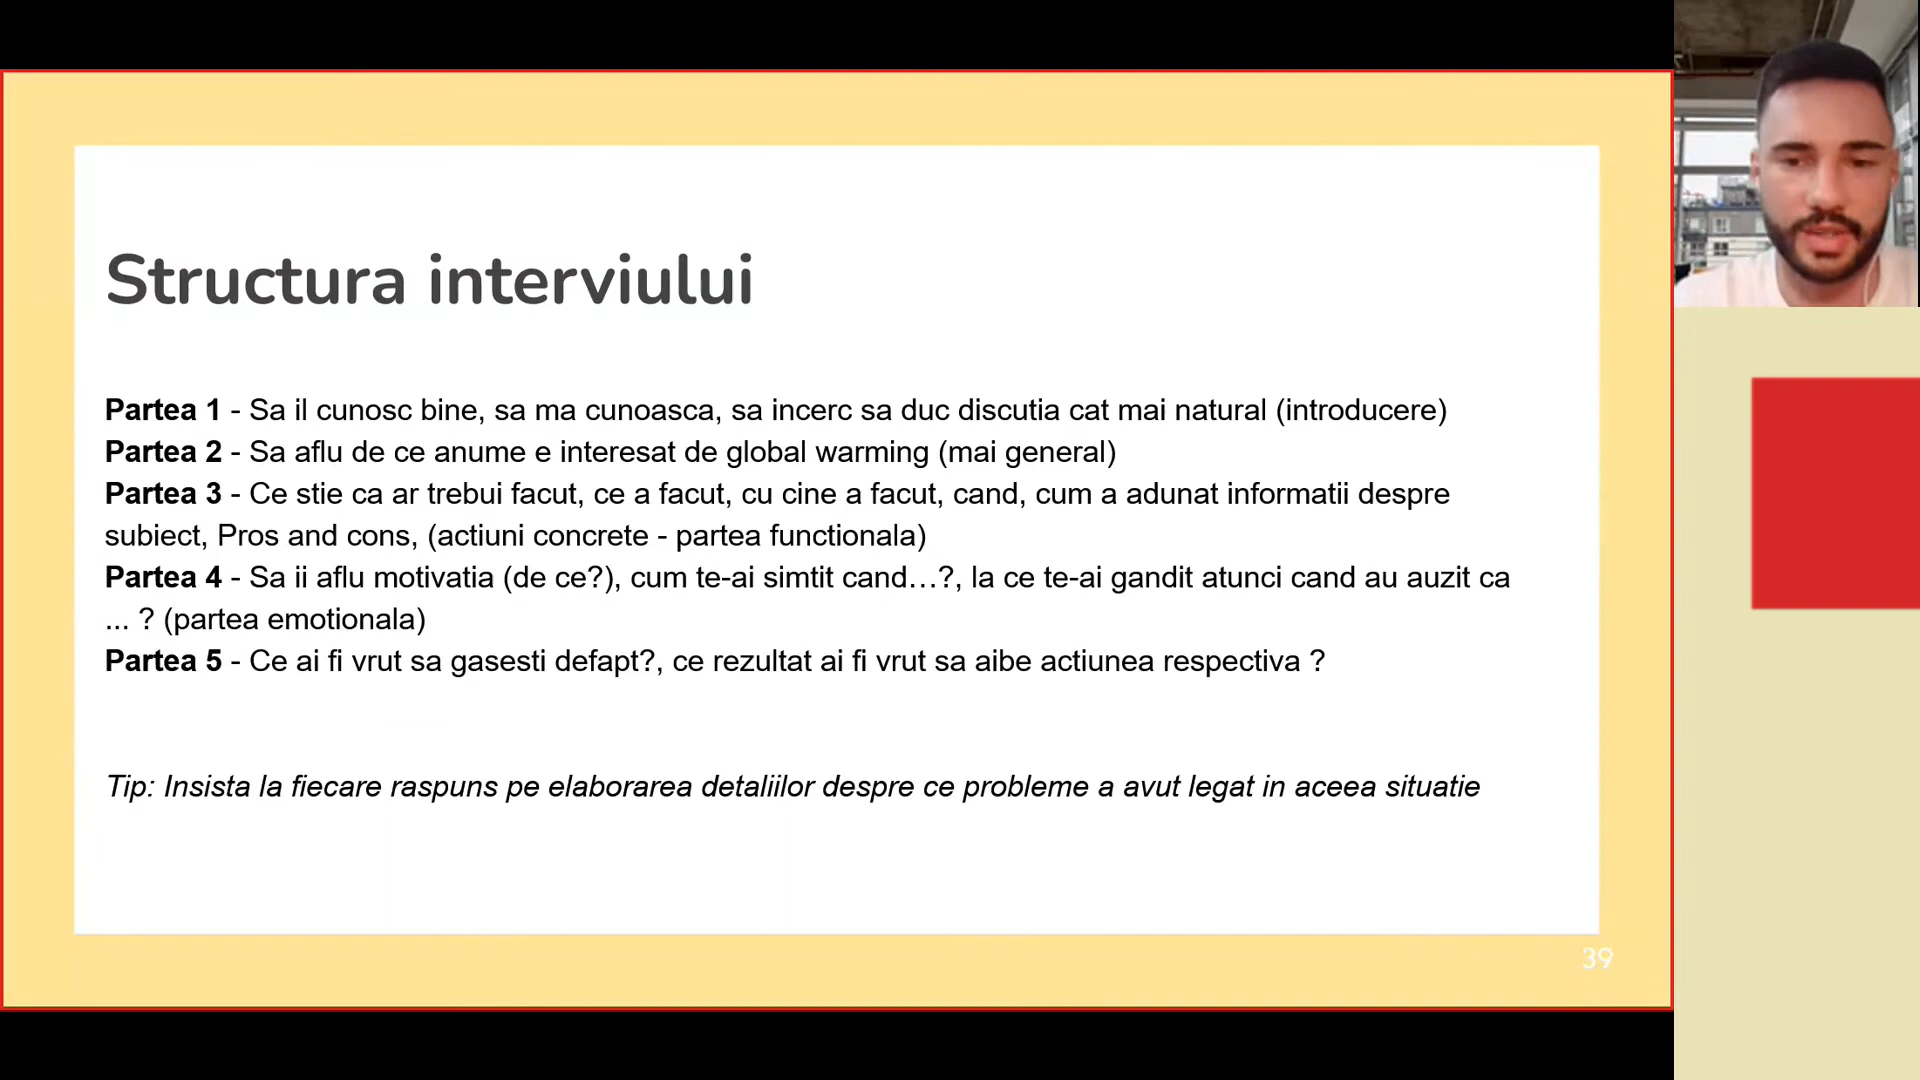 Structura interviului
Partea 1 - Sa il cunosc bine, sa ma cunoasca, sa incerc sa duc discutia cat mai natural (introducere)
Partea 2 - Sa aflu de ce anume e interesat de global warming (mai general)
Partea 3 - Ce stie ca ar trebui facut, ce a facut, cu cine a facut, cand, cum a adunat informatii despre
subiect, Pros and cons, (actiuni concrete - partea functionala)
Partea 4 - Sa ii aflu motivatia (de ce?), cum te-ai simtit cand…?, la ce te-ai gandit atunci cand au auzit ca
... ? (partea emotionala)
Partea 5 - Ce ai fi vrut sa gasesti defapt?, ce rezultat ai fi vrut sa aibe actiunea respectiva ?
Tip: Insista la fiecare raspuns pe elaborarea detaliilor despre ce probleme a avut legat in aceea situatie
39